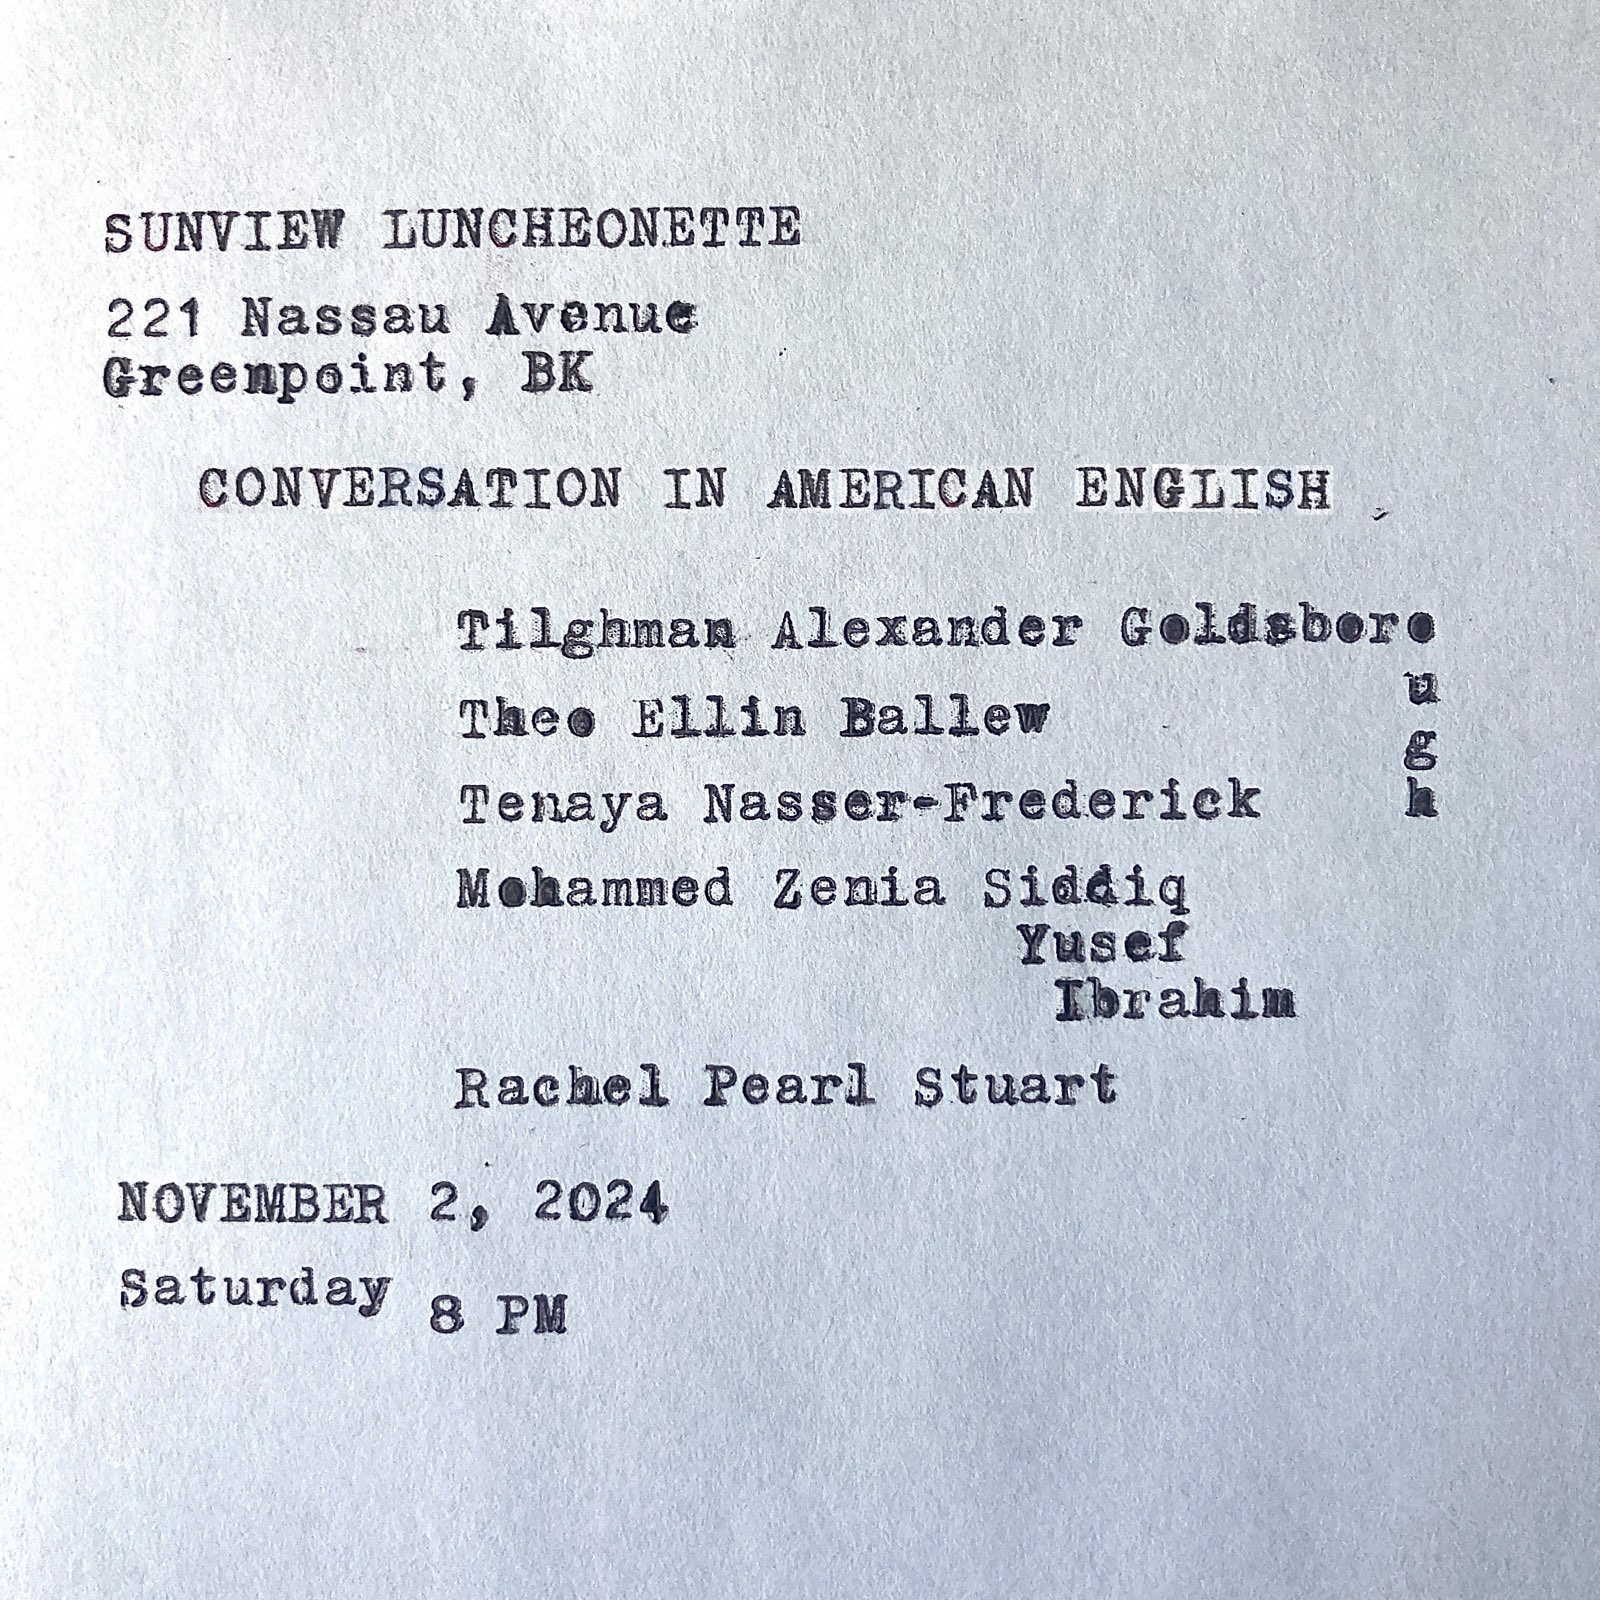 SUNVIEW LUNCHEONETTE
221 Nassau Avenue
Greenpoint, BK
CONVERSATION IN AMERICAN ENGLISH
Tilghman Alexander Goldsboro
u
g
h
Theo Ellin Ballew
Tenaya Nasser-Frederick
Mohammed Zenia Siddiq
Yusef
Ibrahim
Rachel Pearl Stuart
NOVEMBER 2, 2024
Saturday 8 PM